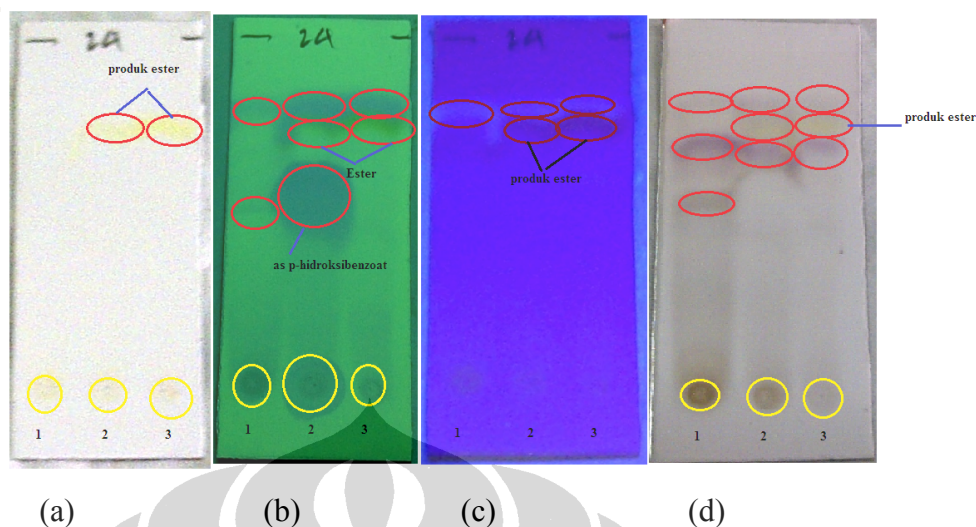 2a
produk ester
1 2 3
(a)
2a
Ester
as p-hidroksibenzoat
1 2 3
(b)
produk ester
1 2 3
(c)
produk ester
1 2 3
(d)